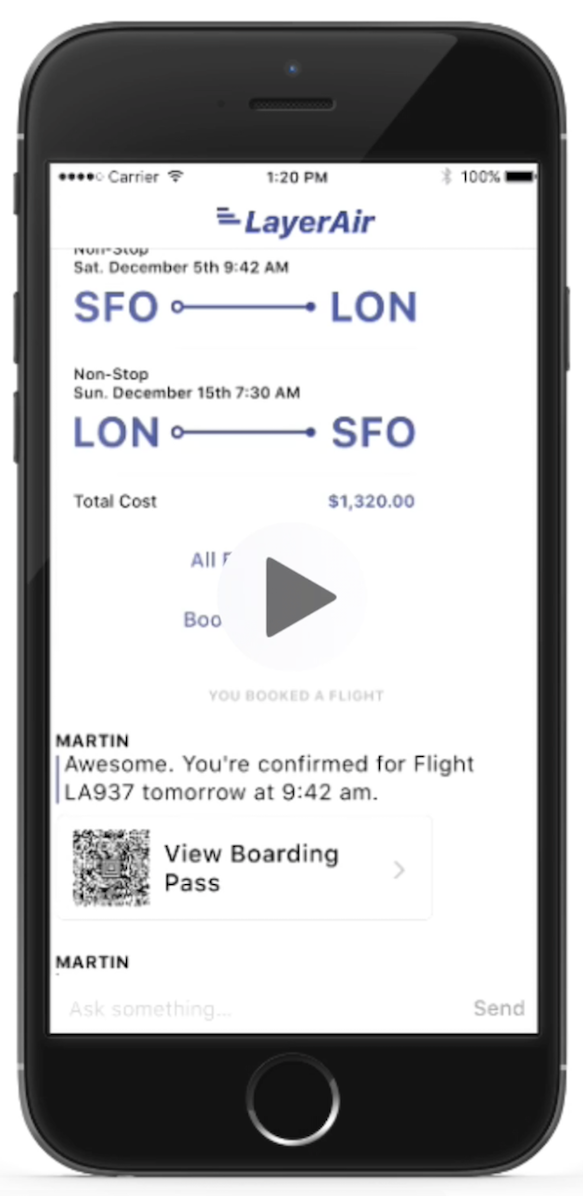 Carrier 1:20 PM 100%
LayerAir
Non-Stop
Sat. December 5th 9:42 AM
SFO LON
Non-Stop
Sun. December 15th 7:30 AM
LON SFO
Total Cost $1,320.00
All
Boo
YOU BOOKED A FLIGHT
MARTIN
Awesome. You're confirmed for Flight
LA937 tomorrow at 9:42 am.
View Boarding
Pass
MARTIN
Ask something... Send